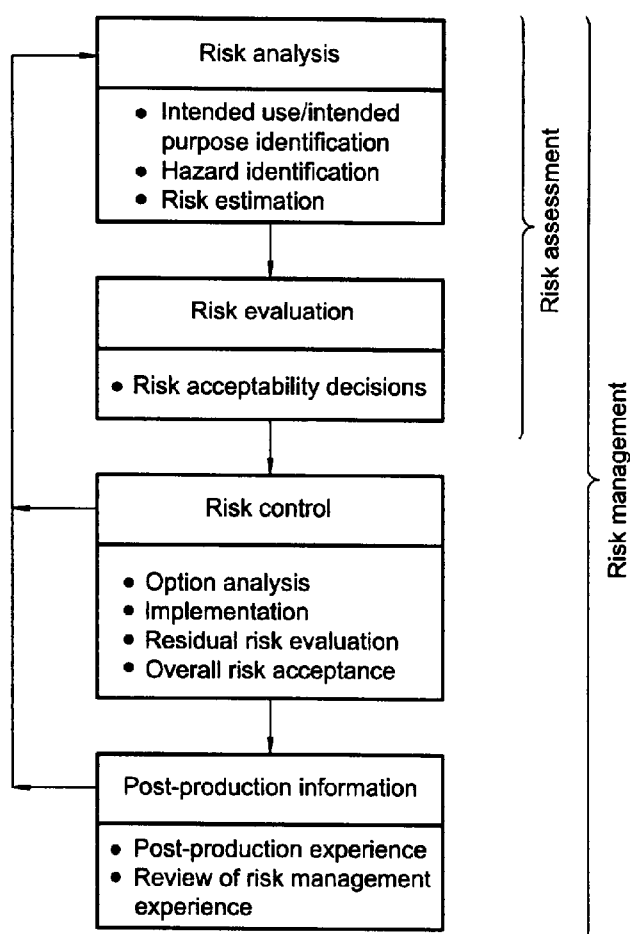 Risk analysis
● Intended use/intended
purpose identification
● Hazard identification
● Risk estimation
Risk evaluation
● Risk acceptability decisions
Risk control
● Option analysis
● Implementation
● Residual risk evaluation
● Overall risk acceptance
Post-production information
● Post-production experience
● Review of risk management
experience
Risk assessment
Risk management